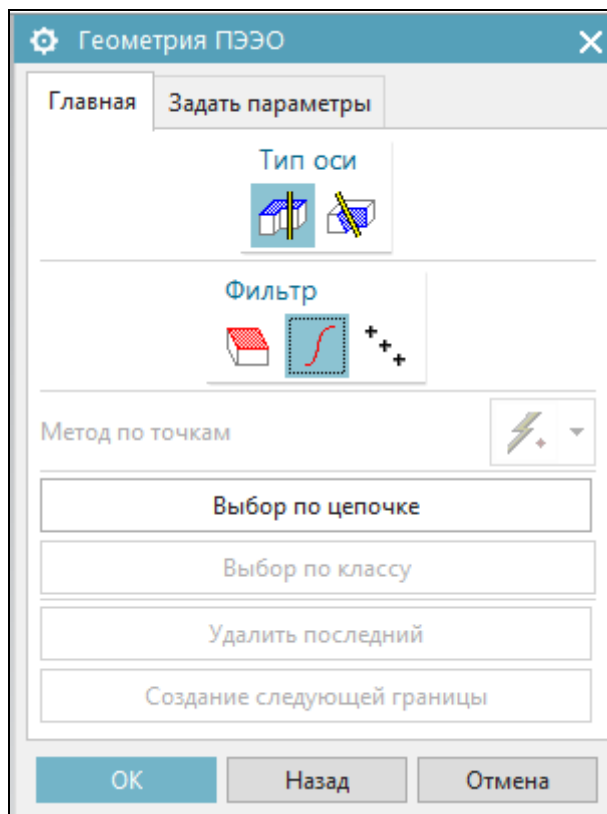 Геометрия ПЭЭО
Главная
Задать параметры
Тип оси
Фильтр
Метод по точкам
Выбор по цепочке
Выбор по классу
Удалить последний
Создание следующей границы
ОК
Назад
Отмена